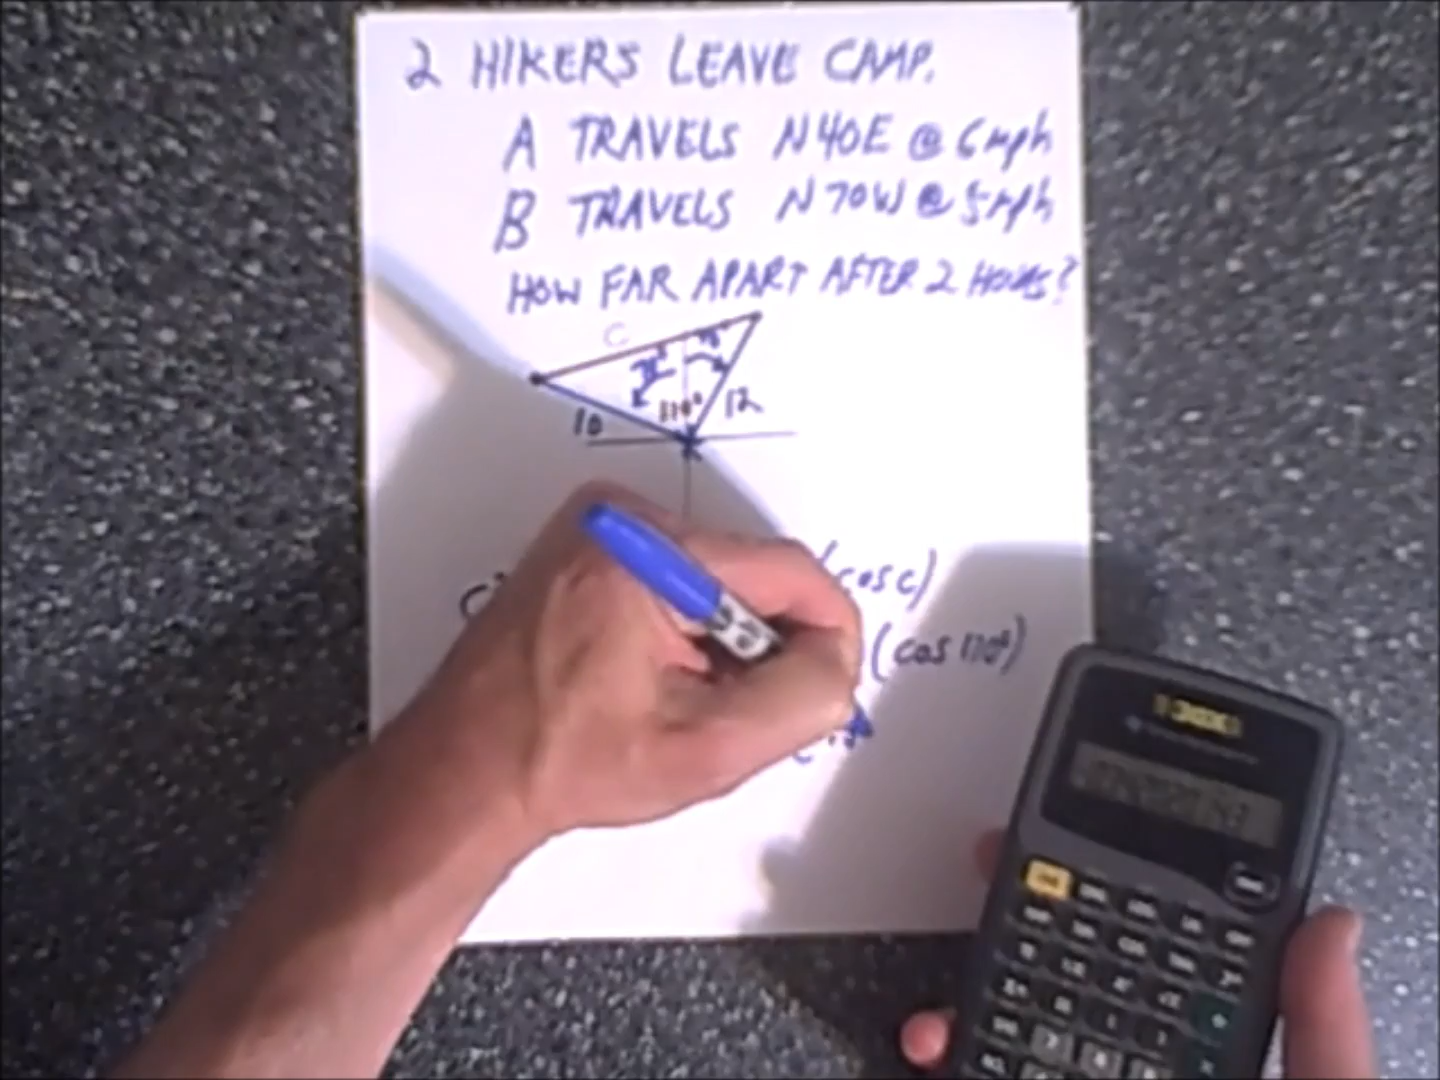 2 HIKERS LEAVE CAMP.
A TRAVELS N40E @ 6mph
B TRAVELS N70W @ 5mph
HOW FAR APART AFTER 2 HOURS?
C
110°
12
10
c²
(cos C)
(cos 110°)